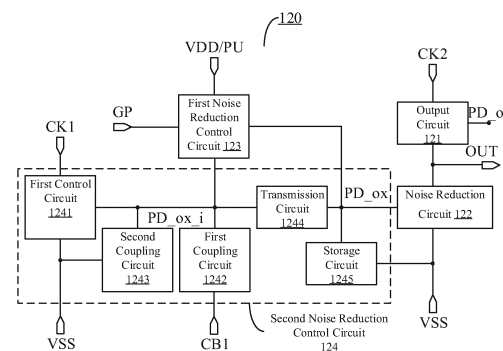 120
VDD/PU
CK2
GP
First Noise
Reduction
Control
Circuit 123
Output
Circuit
121
PD_o
CK1
OUT
First Control
Circuit
1241
Transmission
Circuit
1244
PD_ox
Noise Reduction
Circuit 122
PD_ox_i
Second
Coupling
Circuit
1243
First
Coupling
Circuit
1242
Storage
Circuit
1245
VSS
CB1
Second Noise Reduction
Control Circuit
124
VSS